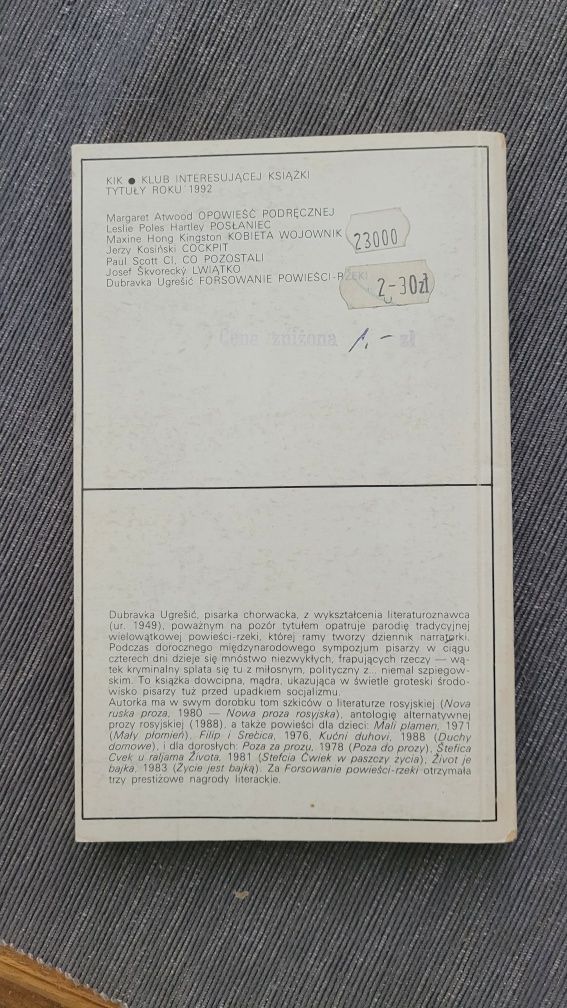 KIK ● KLUB INTERESUJĄCEJ KSIĄŻKI
TYTUŁY ROKU 1992
Margaret Atwood OPOWIEŚĆ PODRĘCZNEJ
Leslie Poles Hartley POSŁANIEC
Maxine Hong Kingston KOBIETA WOJOWNIK
Jerzy Kosiński COCKPIT
Paul Scott CI, CO POZOSTALI
Josef Škvorecký LWIĄTKO
Dubravka Ugrešić FORSOWANIE POWIEŚCI-RZEKI
23000
2-30zł
Cena zniżona 1.- zł
Dubravka Ugrešić, pisarka chorwacka, z wykształcenia literaturoznawca
(ur. 1949), poważnym na pozór tytułem opatruje parodię tradycyjnej
wielowątkowej powieści-rzeki, której ramy tworzy dziennik narratorki.
Podczas dorocznego międzynarodowego sympozjum pisarzy w ciągu
czterech dni dzieje się mnóstwo niezwykłych, frapujących rzeczy — wą-
tek kryminalny splata się tu z miłosnym, polityczny z... niemal szpiegow-
skim. To książka dowcipna, mądra, ukazująca w świetle groteski środo-
wisko pisarzy tuż przed upadkiem socjalizmu.
Autorka ma w swym dorobku tom szkiców o literaturze rosyjskiej (Nova
ruska proza, 1980 — Nowa proza rosyjska), antologię alternatywnej
prozy rosyjskiej (1988), a także powieści dla dzieci: Mali plamen, 1971
(Mały płomień), Filip i Srećica, 1976, Kućni duhovi, 1988 (Duchy
domowe), i dla dorosłych: Poza za prozu, 1978 (Poza do prozy), Štefica
Cvek u raljama života, 1981 (Stefcia Ćwiek w paszczy życia); Život je
bajka, 1983 (Życie jest bajką). Za Forsowanie powieści-rzeki otrzymała
trzy prestiżowe nagrody literackie.